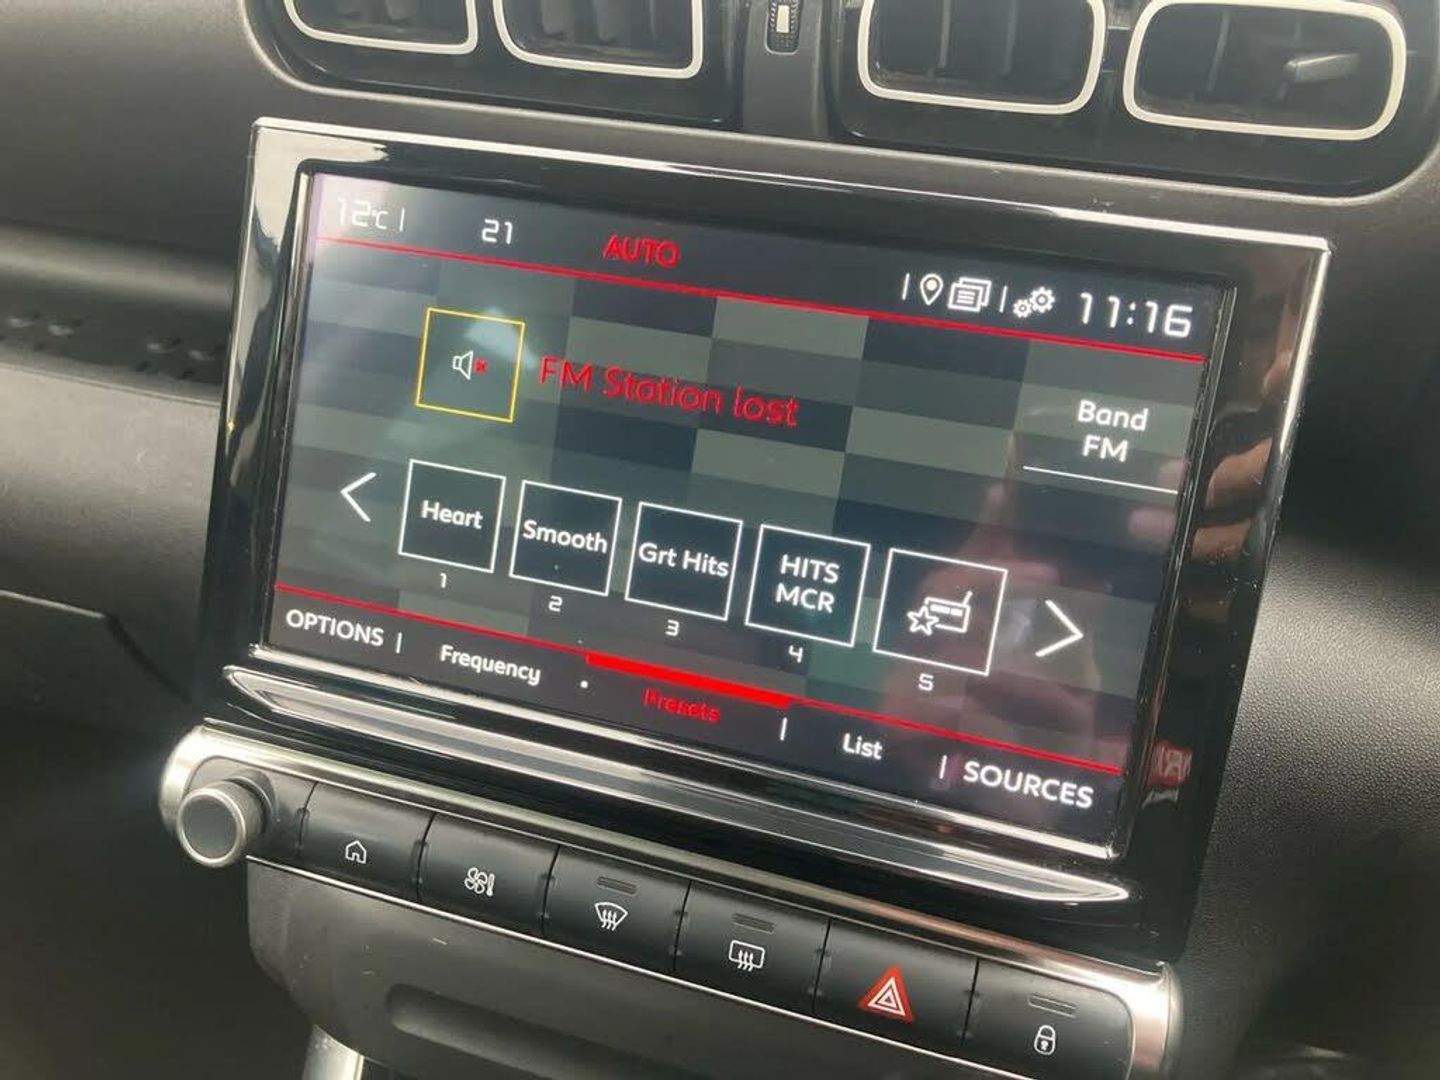 12°C 21 AUTO 11:16
FM Station lost
Band
FM
Heart
Smooth
Grt Hits
HITS
MCR
1 2 3 4 5
OPTIONS Frequency Presets List SOURCES